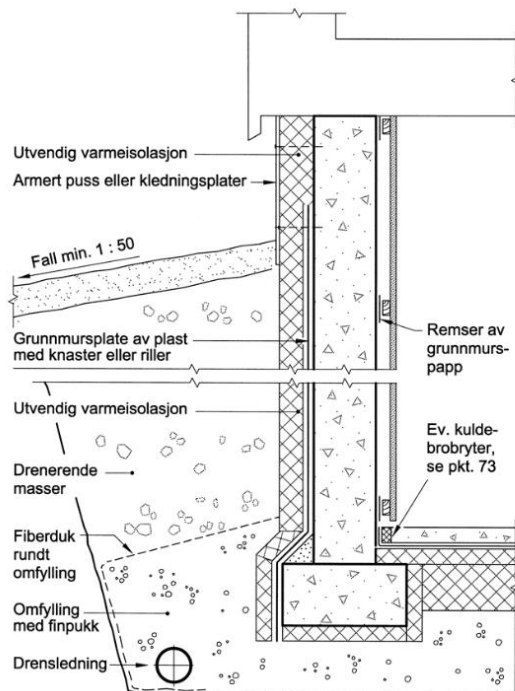 Utvendig varmeisolasjon
Armert puss eller kledningsplater
Fall min. 1 : 50
Grunnmursplate av plast
med knaster eller riller
Remser av
grunnmurs-
papp
Utvendig varmeisolasjon
Ev. kulde-
brobryter,
se pkt. 73
Drenerende
masser
Fiberduk
rundt
omfylling
Omfylling
med finpukk
Drensledning